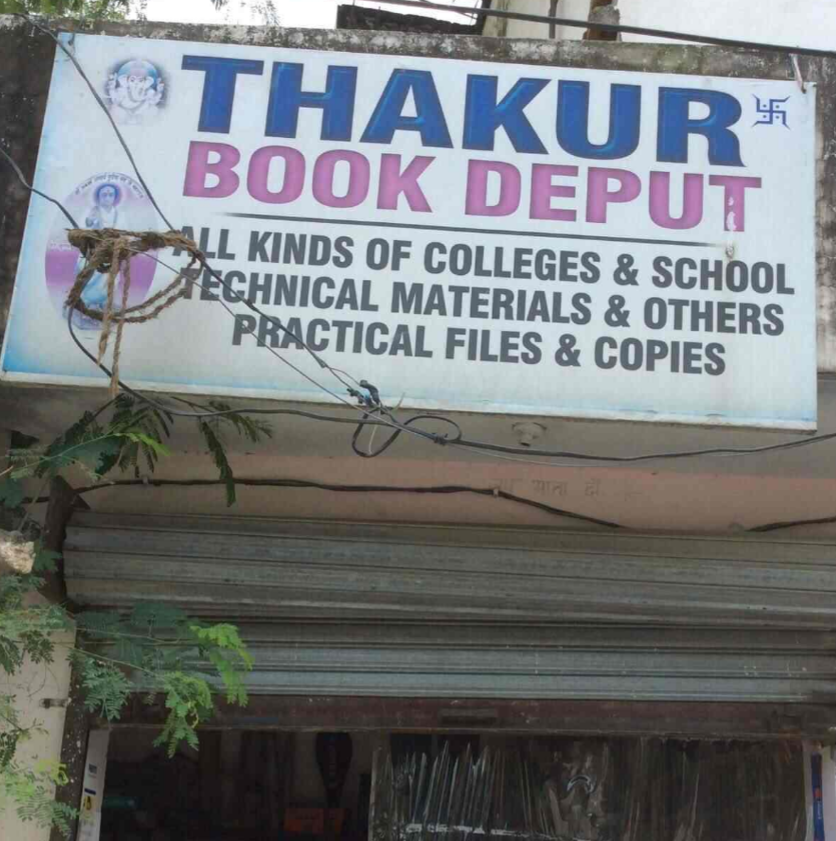 THAKUR
BOOK DEPUT
ALL KINDS OF COLLEGES & SCHOOL
TECHNICAL MATERIALS & OTHERS
PRACTICAL FILES & COPIES
माता दी